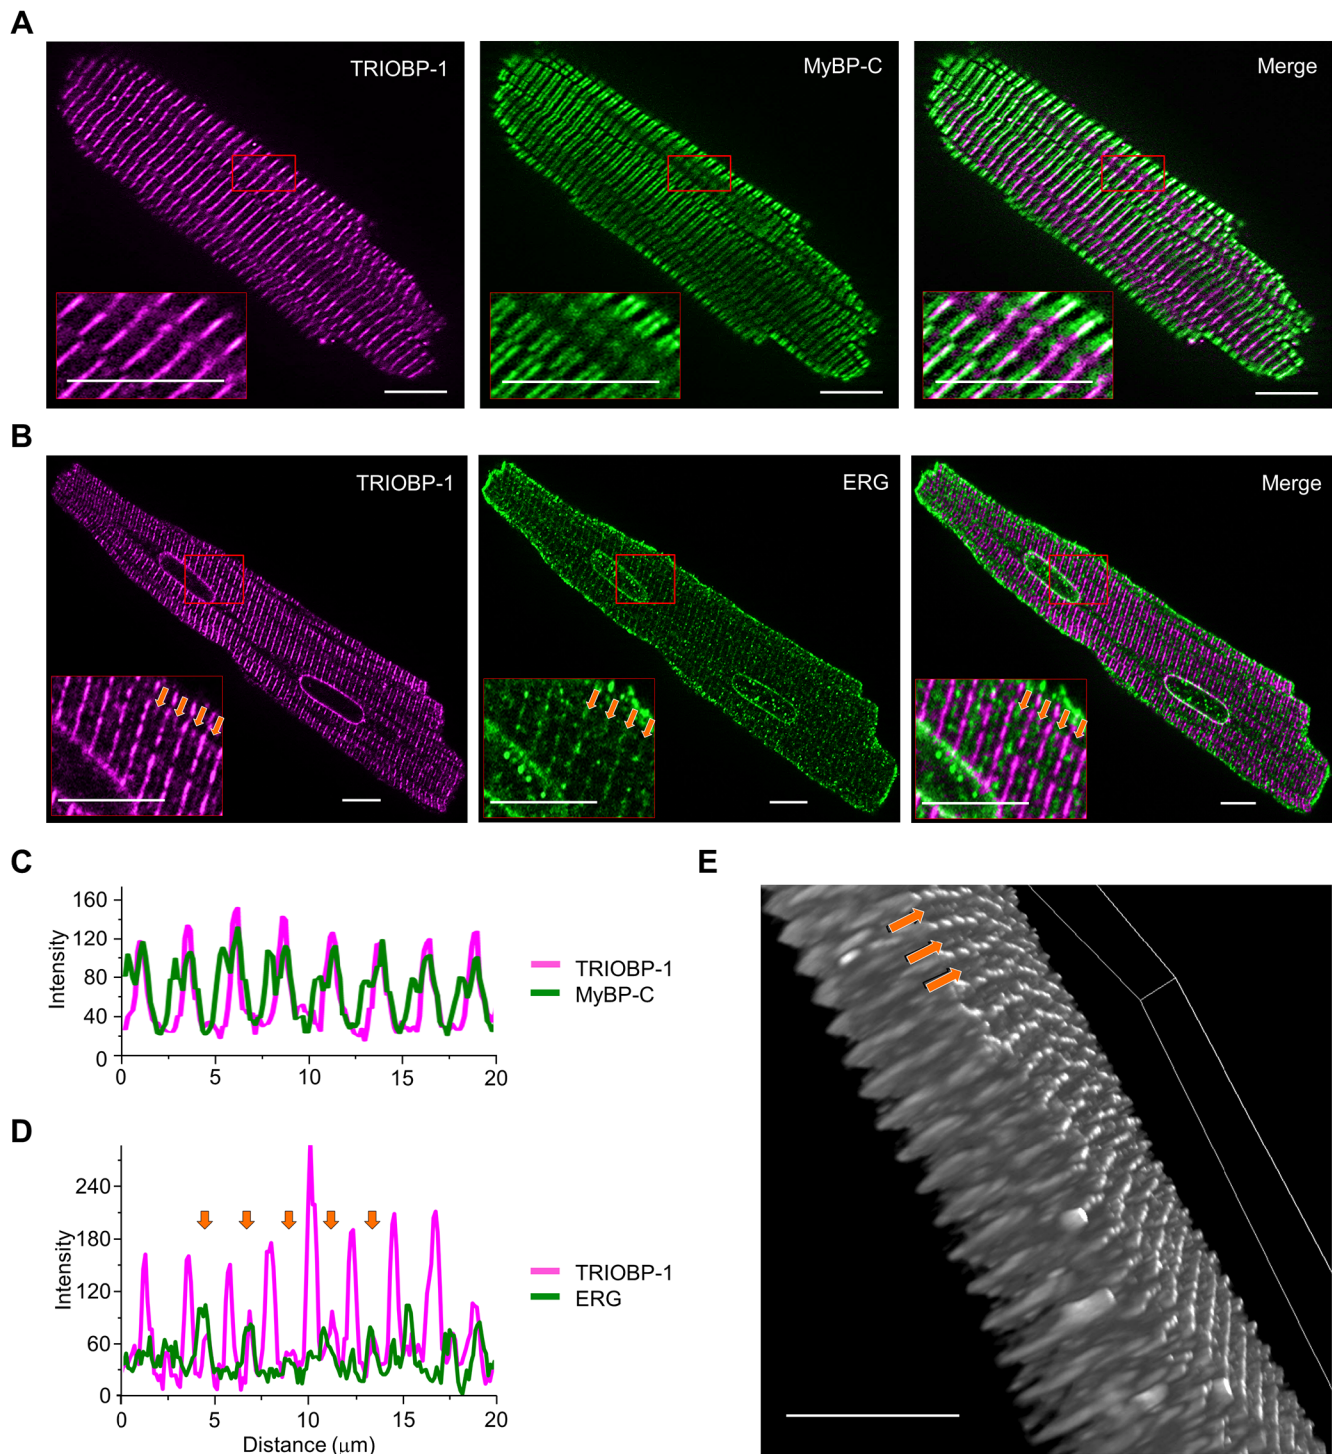 A
TRIOBP-1
MyBP-C
Merge
B
TRIOBP-1
ERG
Merge
C
160
120
80
40
0
Intensity
0
5
10
15
20
TRIOBP-1
MyBP-C
D
240
180
120
60
0
Intensity
0
5
10
15
20
Distance (μm)
TRIOBP-1
ERG
E